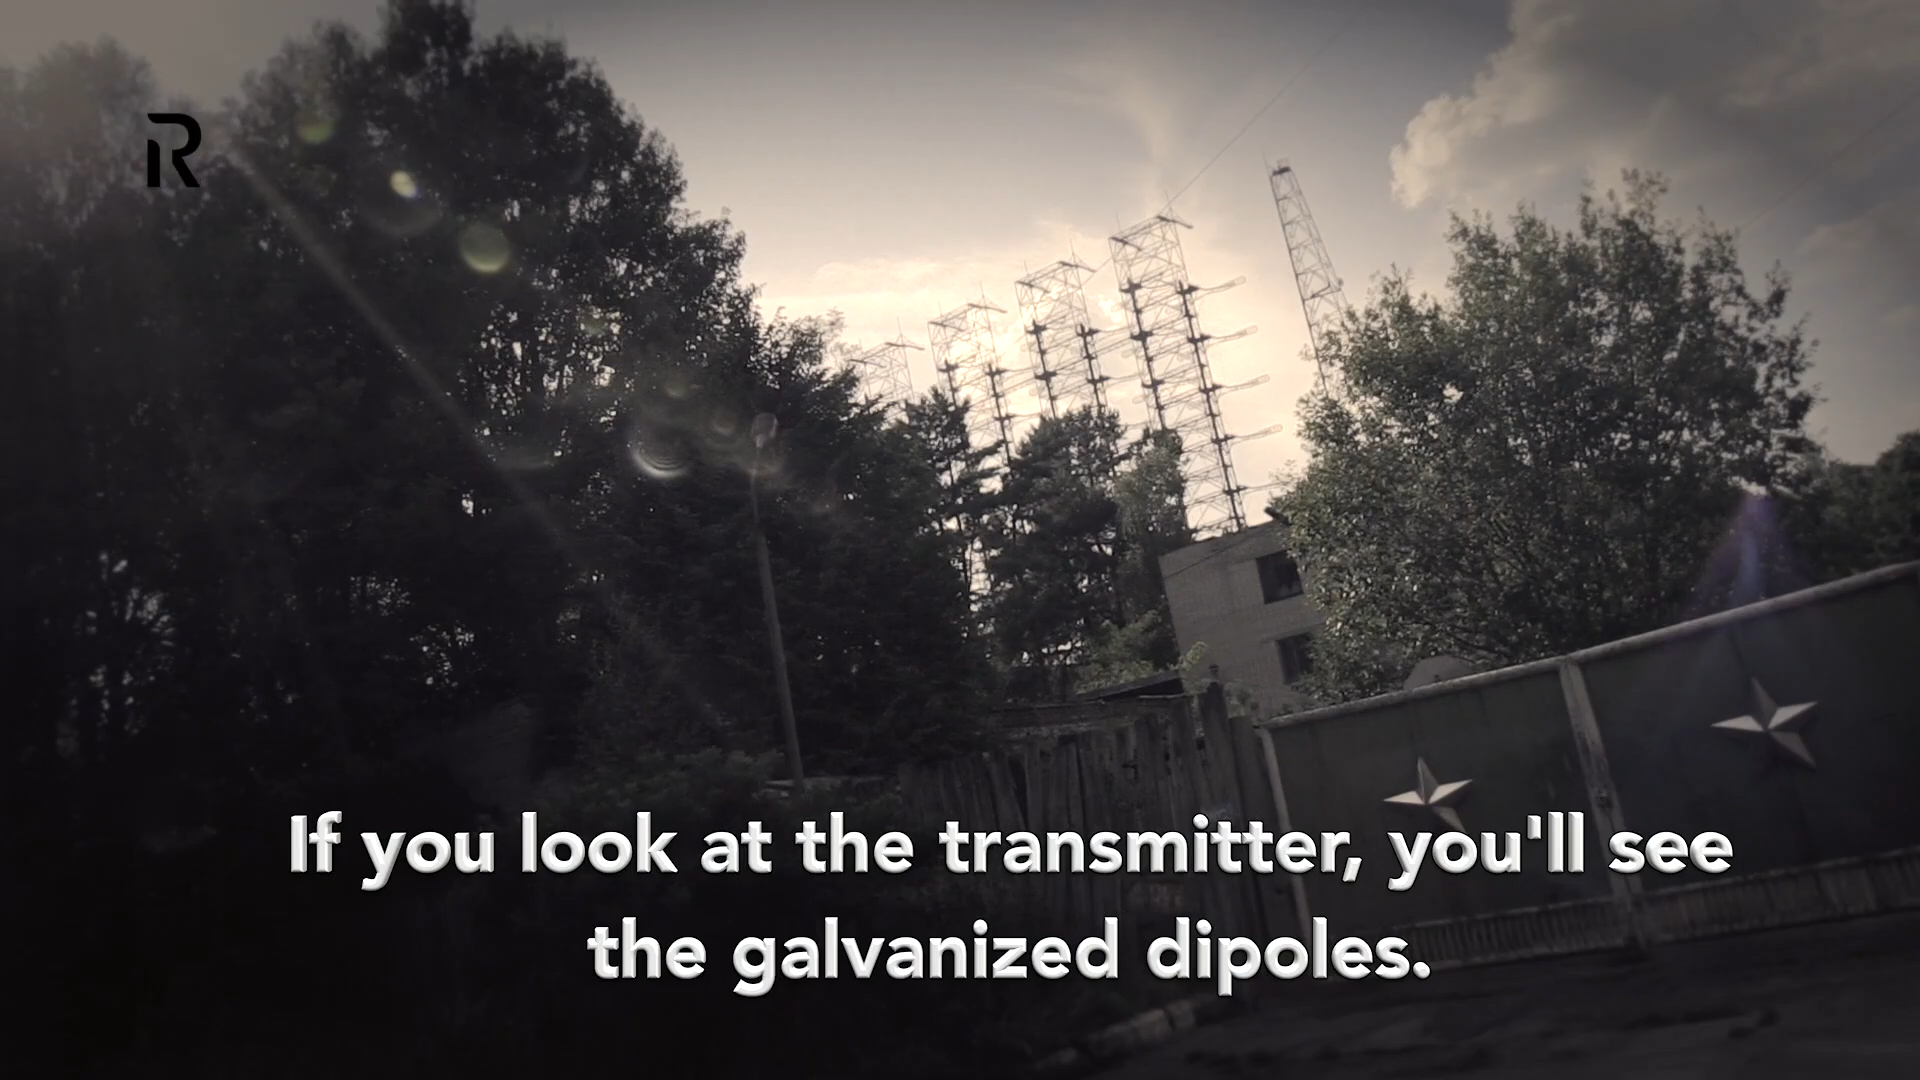 R
If you look at the transmitter, you'll see
the galvanized dipoles.